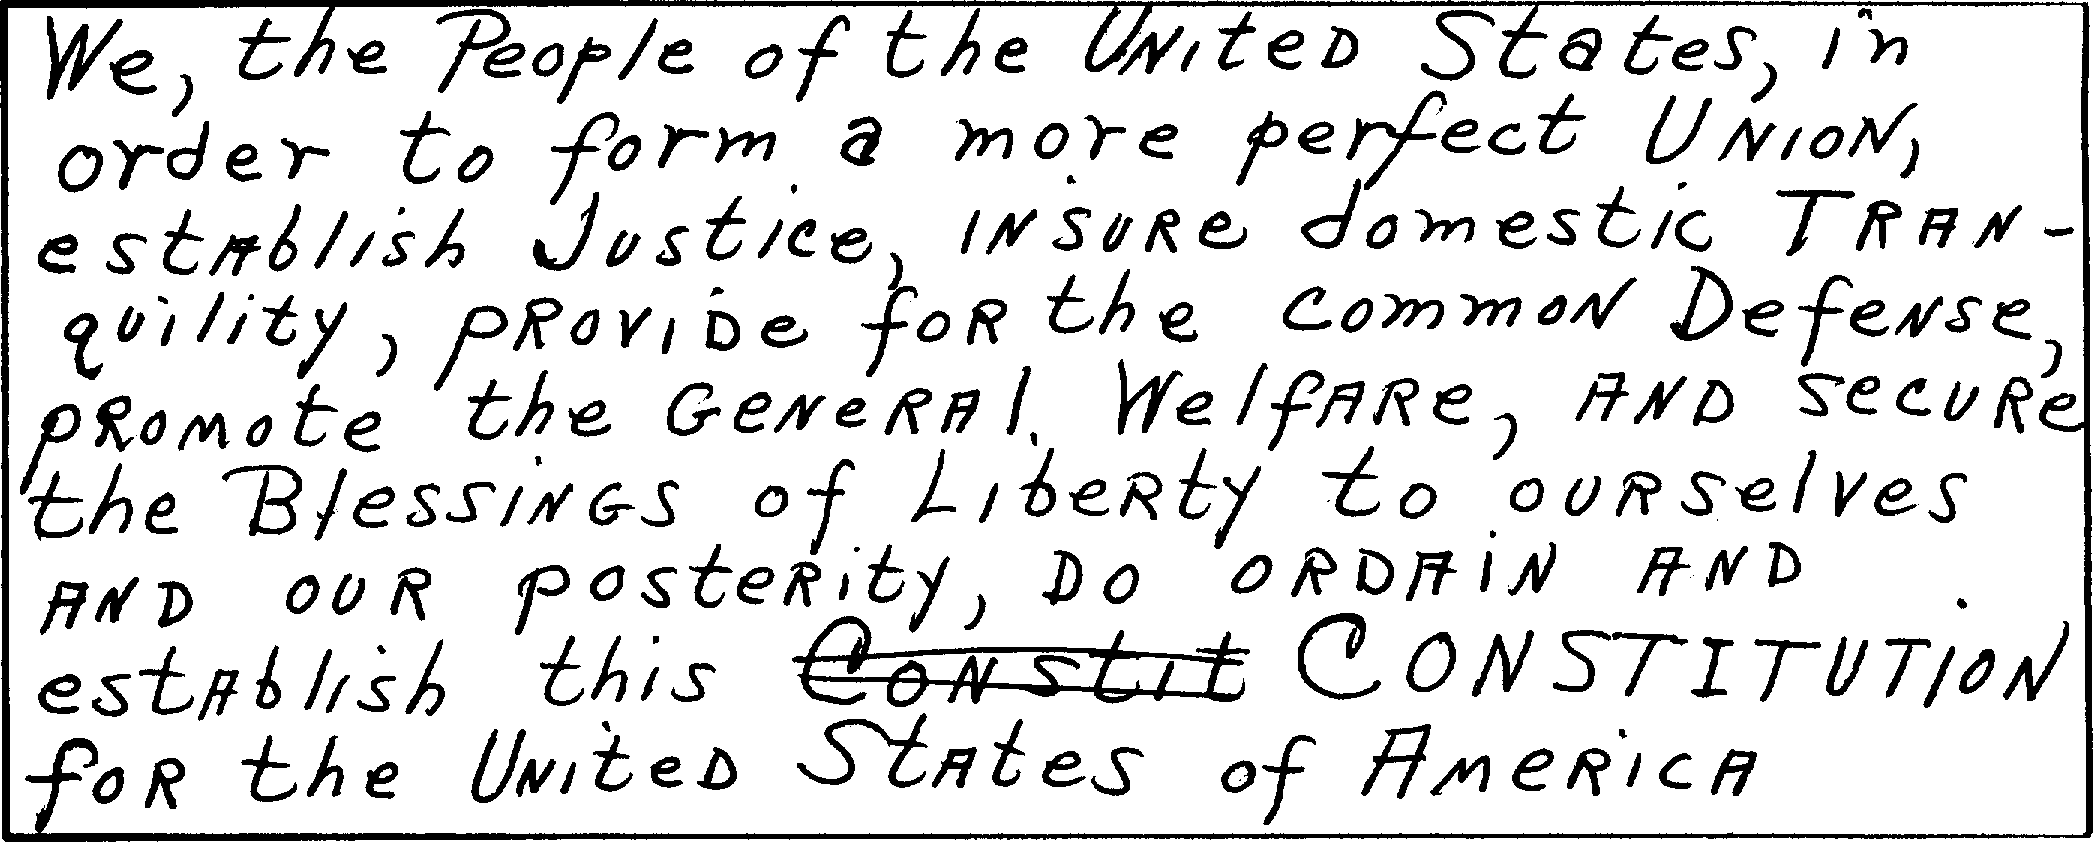 We, the People of the United States, in
order to form a more perfect Union,
establish Justice, insure domestic Tran-
quility, provide for the common Defense,
promote the General Welfare, and secure
the Blessings of Liberty to ourselves
and our posterity, do ordain and
establish this Constit CONSTITUTION
for the United States of America